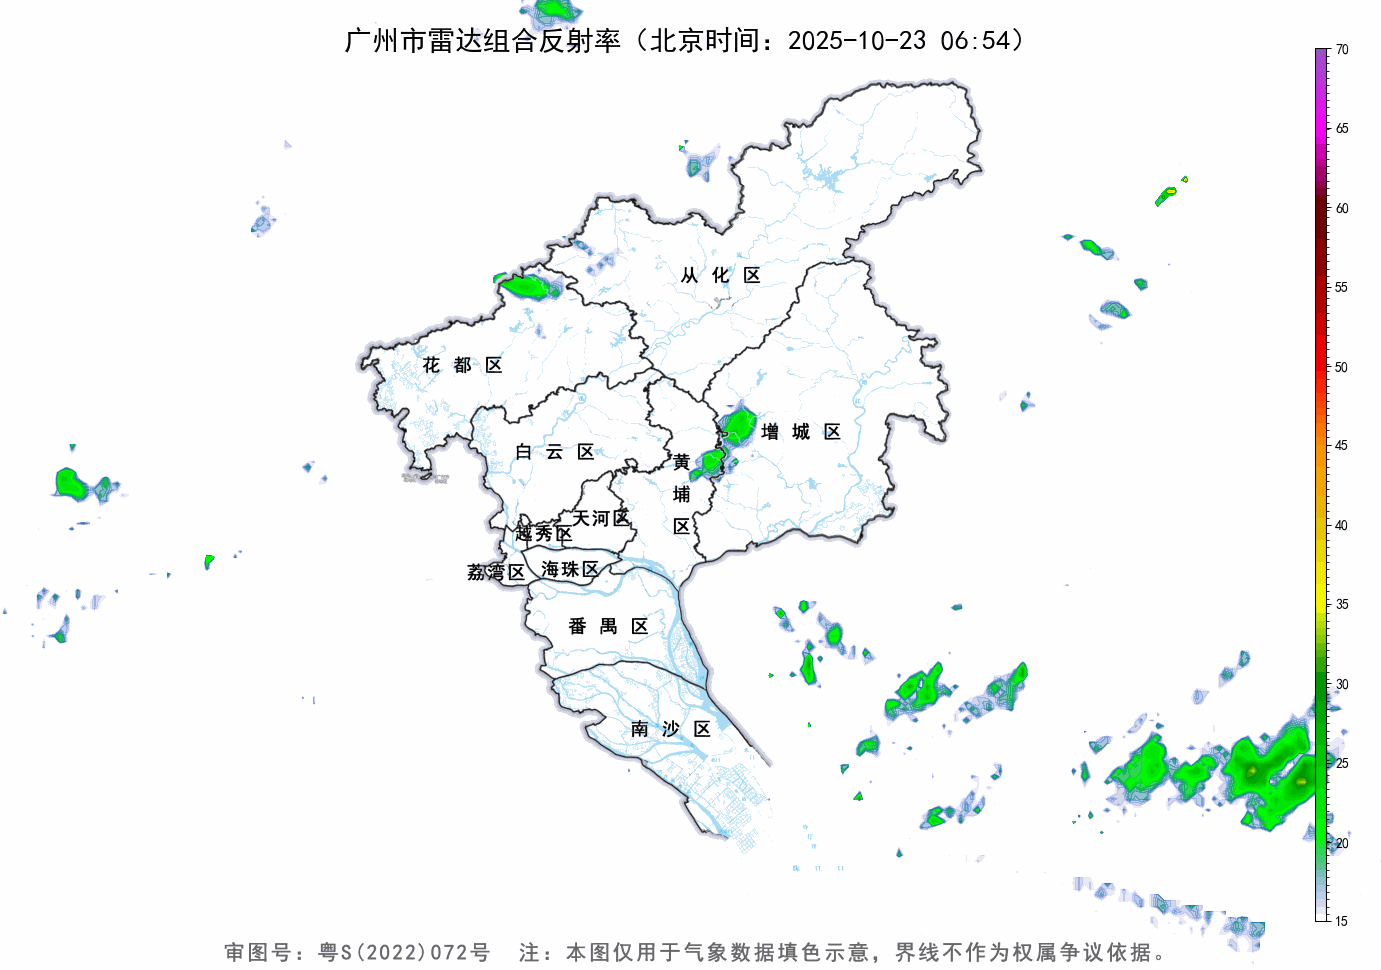 广州市雷达组合反射率（北京时间：2025-10-23 06:54）
70
65
60
55
50
45
40
35
30
25
20
15
从化区
花都区
增城区
白云区
黄埔区
天河区
越秀区
荔湾区
海珠区
番禺区
南沙区
审图号：粤S(2022)072号 注：本图仅用于气象数据填色示意，界线不作为权属争议依据。